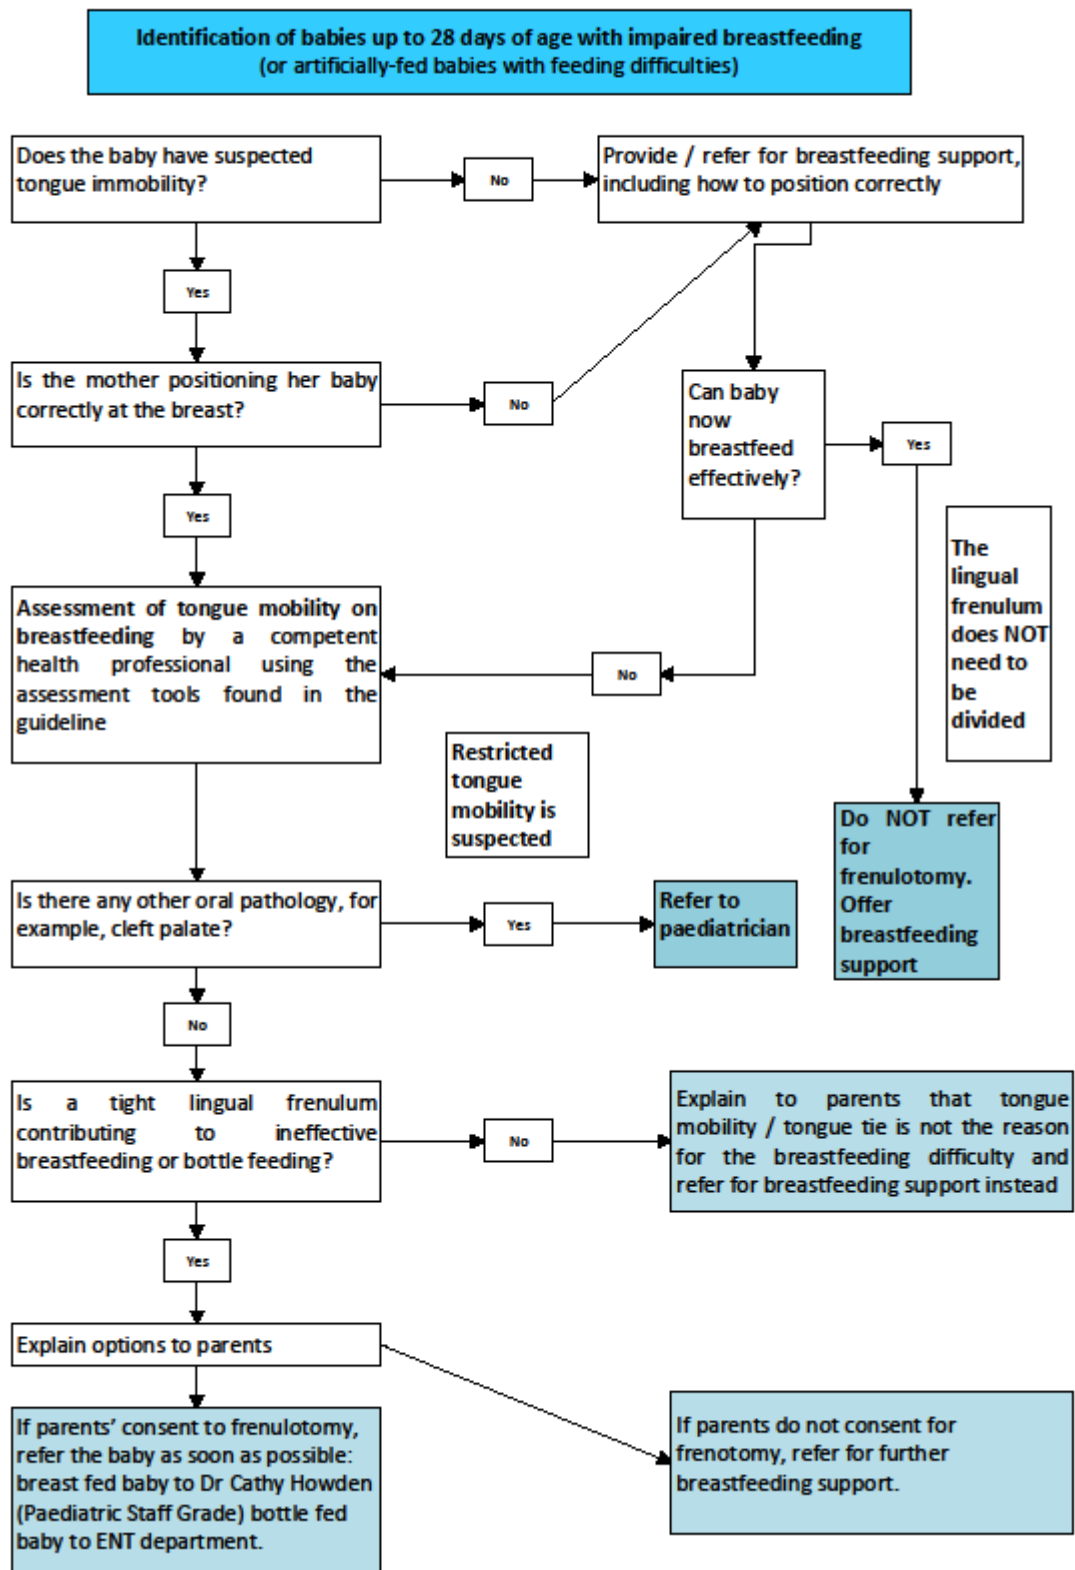 Identification of babies up to 28 days of age with impaired breastfeeding
(or artificially-fed babies with feeding difficulties)
Does the baby have suspected
tongue immobility?
No
Provide / refer for breastfeeding support,
including how to position correctly
Yes
Is the mother positioning her baby
correctly at the breast?
No
Can baby
now
breastfeed
effectively?
Yes
Yes
The
lingual
frenulum
does NOT
need to
be
divided
Assessment of tongue mobility on
breastfeeding by a competent
health professional using the
assessment tools found in the
guideline
No
Restricted
tongue
mobility is
suspected
Do NOT refer
for
frenulotomy.
Offer
breastfeeding
support
Is there any other oral pathology, for
example, cleft palate?
Yes
Refer to
paediatrician
No
Is a tight lingual frenulum
contributing to ineffective
breastfeeding or bottle feeding?
No
Explain to parents that tongue
mobility / tongue tie is not the reason
for the breastfeeding difficulty and
refer for breastfeeding support instead
Yes
Explain options to parents
If parents' consent to frenulotomy,
refer the baby as soon as possible:
breast fed baby to Dr Cathy Howden
(Paediatric Staff Grade) bottle fed
baby to ENT department.
If parents do not consent for
frenotomy, refer for further
breastfeeding support.